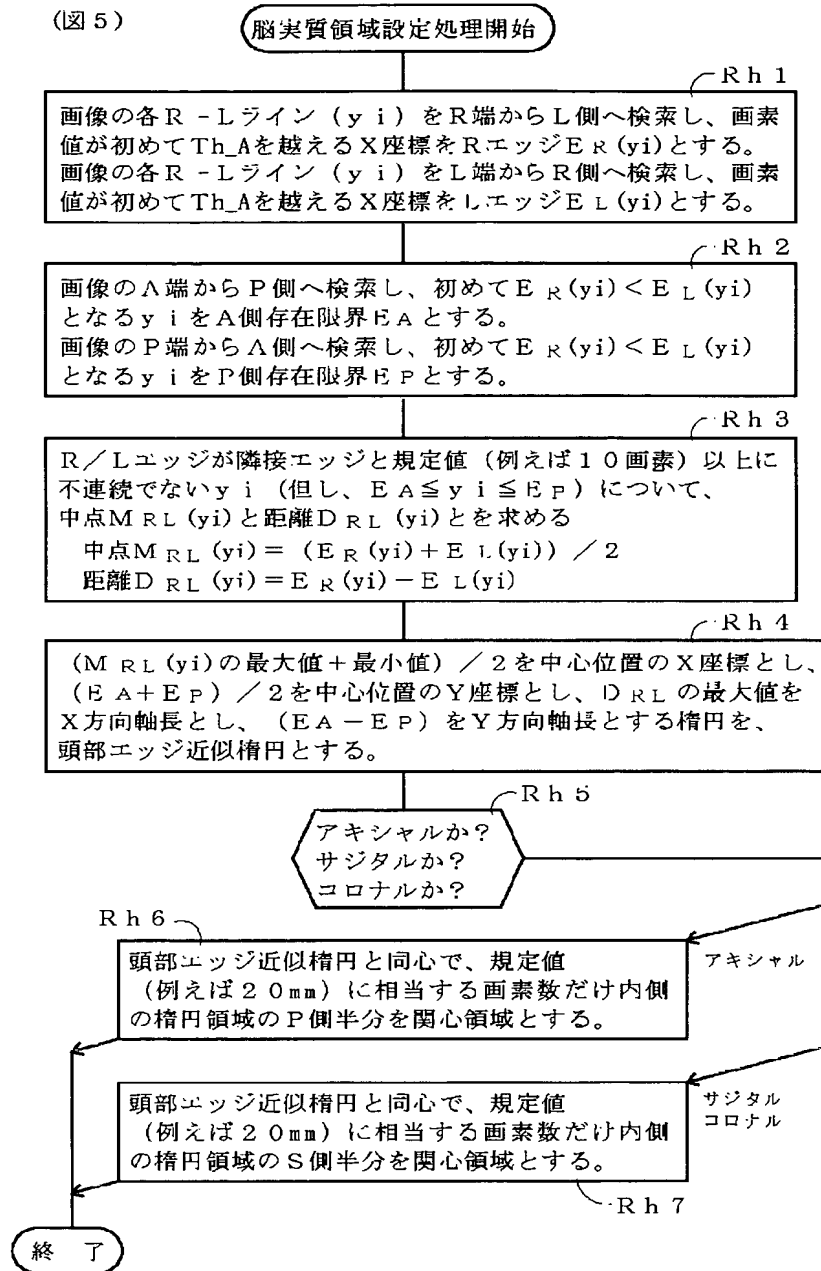 (図5)
脳実質領域設定処理開始
Rh1
画像の各R-Lライン(yi)をR端からL側へ検索し、画素
値が初めてTh_Aを越えるX座標をRエッジER(yi)とする。
画像の各R-Lライン(yi)をL端からR側へ検索し、画素
値が初めてTh_Aを越えるX座標をLエッジEL(yi)とする。
Rh2
画像のA端からP側へ検索し、初めてER(yi)<EL(yi)
となるyiをA側存在限界EAとする。
画像のP端からA側へ検索し、初めてER(yi)<EL(yi)
となるyiをP側存在限界EPとする。
Rh3
R/Lエッジが隣接エッジと規定値(例えば10画素)以上に
不連続でないyi(但し、EA≦yi≦EP)について、
中点MRL(yi)と距離DRL(yi)とを求める
中点MRL(yi)=(ER(yi)+EL(yi))/2
距離DRL(yi)=ER(yi)-EL(yi)
Rh4
(MRL(yi)の最大値+最小値)/2を中心位置のX座標とし、
(EA+EP)/2を中心位置のY座標とし、DRLの最大値を
X方向軸長とし、(EA-EP)をY方向軸長とする楕円を、
頭部エッジ近似楕円とする。
Rh5
アキシャルか?
サジタルか?
コロナルか?
Rh6
頭部エッジ近似楕円と同心で、規定値
(例えば20mm)に相当する画素数だけ内側
の楕円領域のP側半分を関心領域とする。
アキシャル
頭部エッジ近似楕円と同心で、規定値
(例えば20mm)に相当する画素数だけ内側
の楕円領域のS側半分を関心領域とする。
サジタル
コロナル
Rh7
終 了